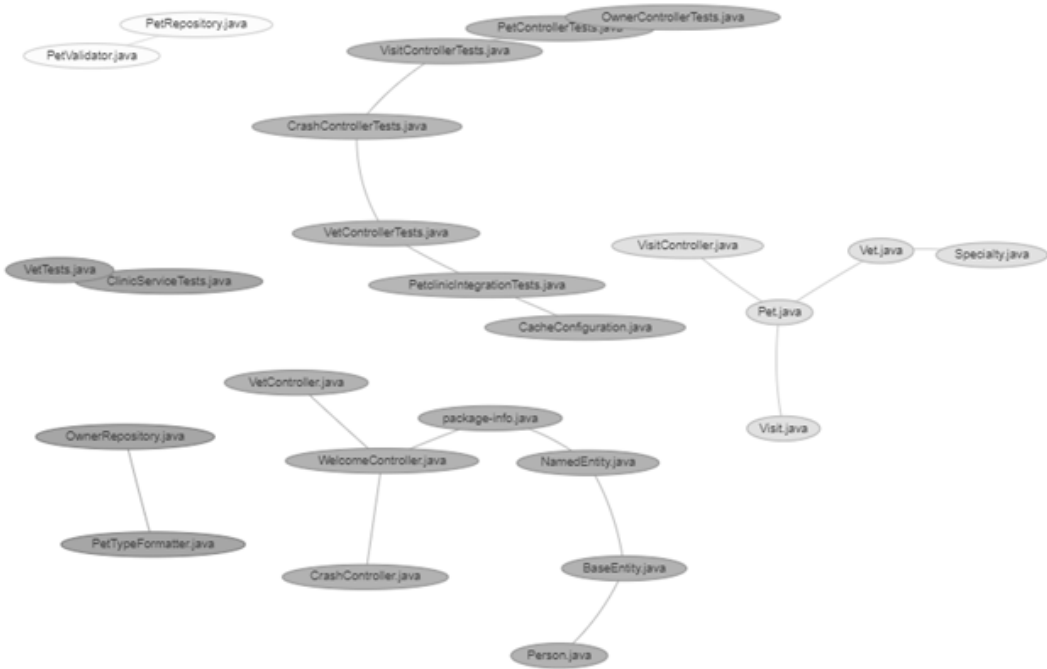 OwnerControllerTests.java
PetRepository.java
PetControllerTests.java
PetValidator.java
VisitControllerTests.java
CrashControllerTests.java
VetControllerTests.java
VisitController.java
Vet.java
Specialty.java
VetTests.java
ClinicServiceTests.java
PetclinicIntegrationTests.java
Pet.java
CacheConfiguration.java
VetController.java
package-info.java
Visit.java
OwnerRepository.java
WelcomeController.java
NamedEntity.java
PetTypeFormatter.java
CrashController.java
BaseEntity.java
Person.java